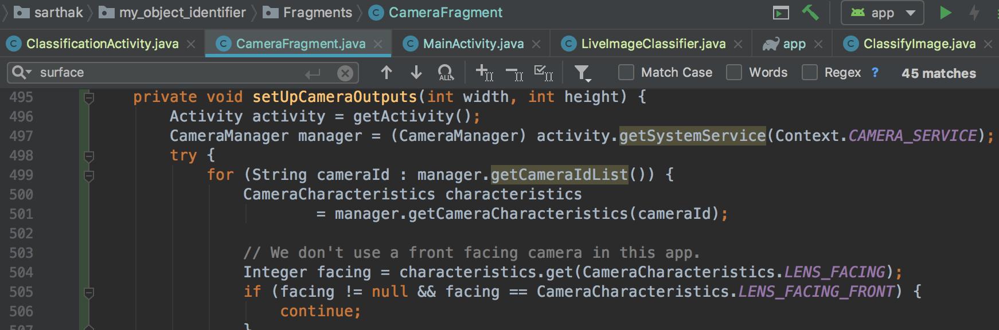 sarthak my_object_identifier Fragments CameraFragment app
ClassificationActivity.java CameraFragment.java MainActivity.java LiveImageClassifier.java app ClassifyImage.java
surface ALL Match Case Words Regex ? 45 matches
495 private void setUpCameraOutputs(int width, int height) {
496 Activity activity = getActivity();
497 CameraManager manager = (CameraManager) activity.getSystemService(Context.CAMERA_SERVICE);
498 try {
499 for (String cameraId : manager.getCameraIdList()) {
500 CameraCharacteristics characteristics
501 = manager.getCameraCharacteristics(cameraId);
502
503 // We don't use a front facing camera in this app.
504 Integer facing = characteristics.get(CameraCharacteristics.LENS_FACING);
505 if (facing != null && facing == CameraCharacteristics.LENS_FACING_FRONT) {
506 continue;
507 }